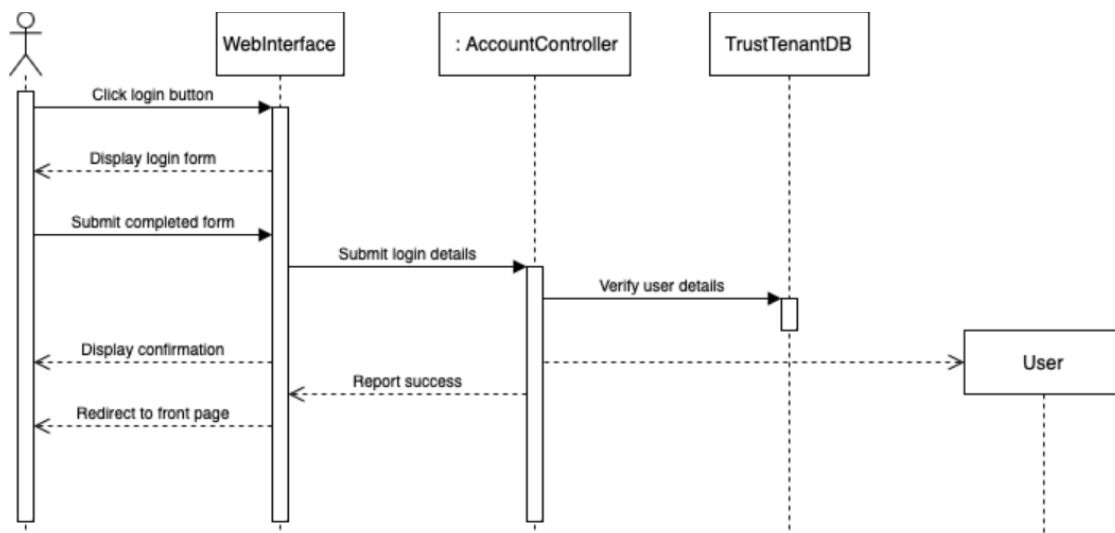 WebInterface
: AccountController
TrustTenantDB
Click login button
Display login form
Submit completed form
Submit login details
Verify user details
Display confirmation
User
Report success
Redirect to front page